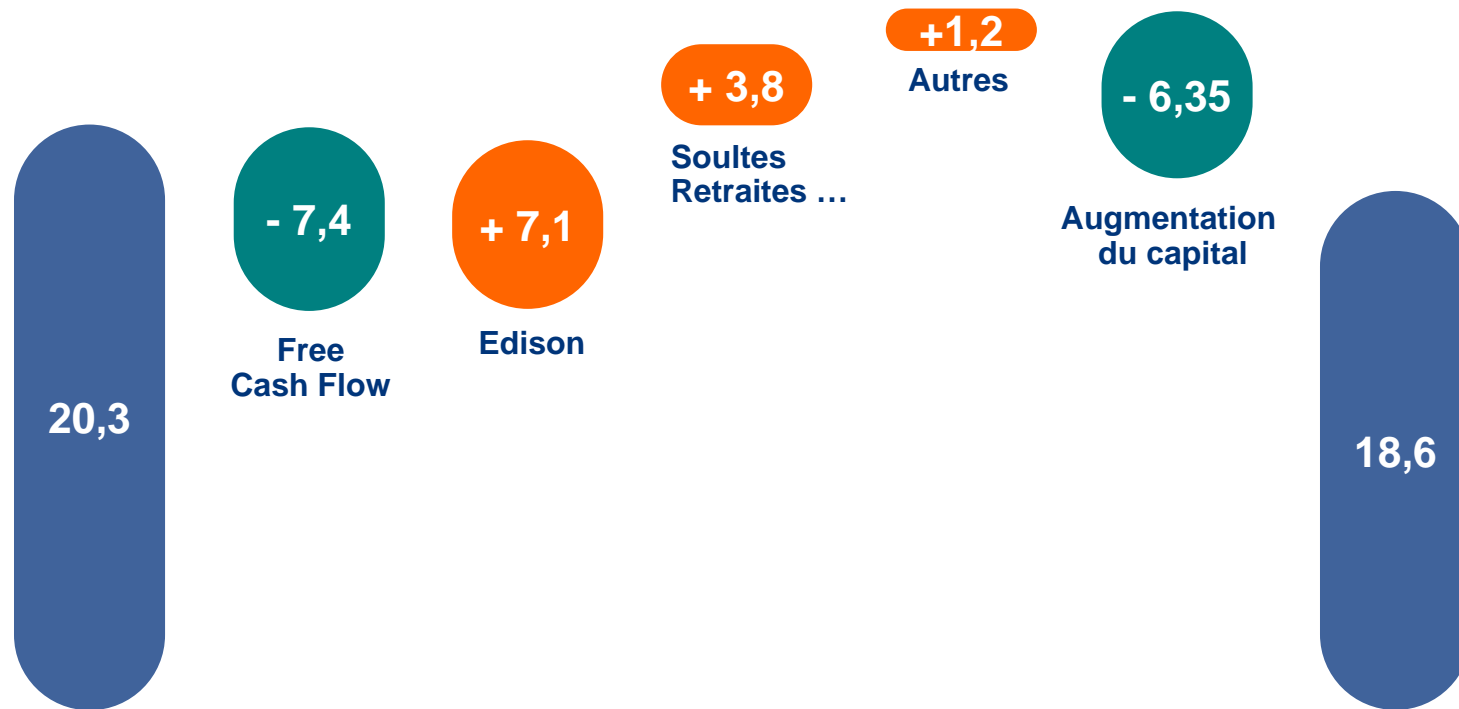 20,3
- 7,4
Free
Cash Flow
+ 7,1
Edison
+ 3,8
Soultes
Retraites …
+1,2
Autres
- 6,35
Augmentation
du capital
18,6